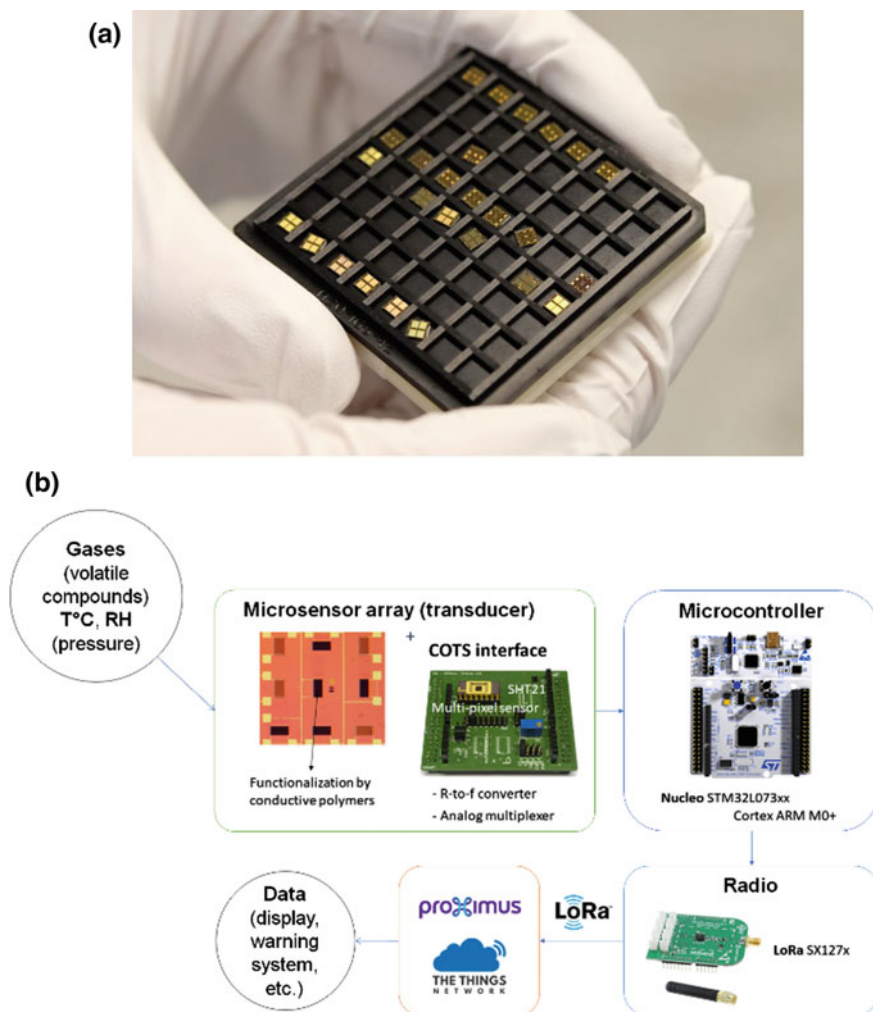 (a)
(b)
Gases
(volatile
compounds)
T°C, RH
(pressure)
Microsensor array (transducer)
+
COTS interface
SHT21
Multi-pixel sensor
Functionalization by
conductive polymers
- R-to-f converter
- Analog multiplexer
Microcontroller
Nucleo STM32L073xx
Cortex ARM M0+
Radio
LoRa SX127x
LoRa™
proximus
THE THINGS
NETWORK
Data
(display,
warning
system,
etc.)